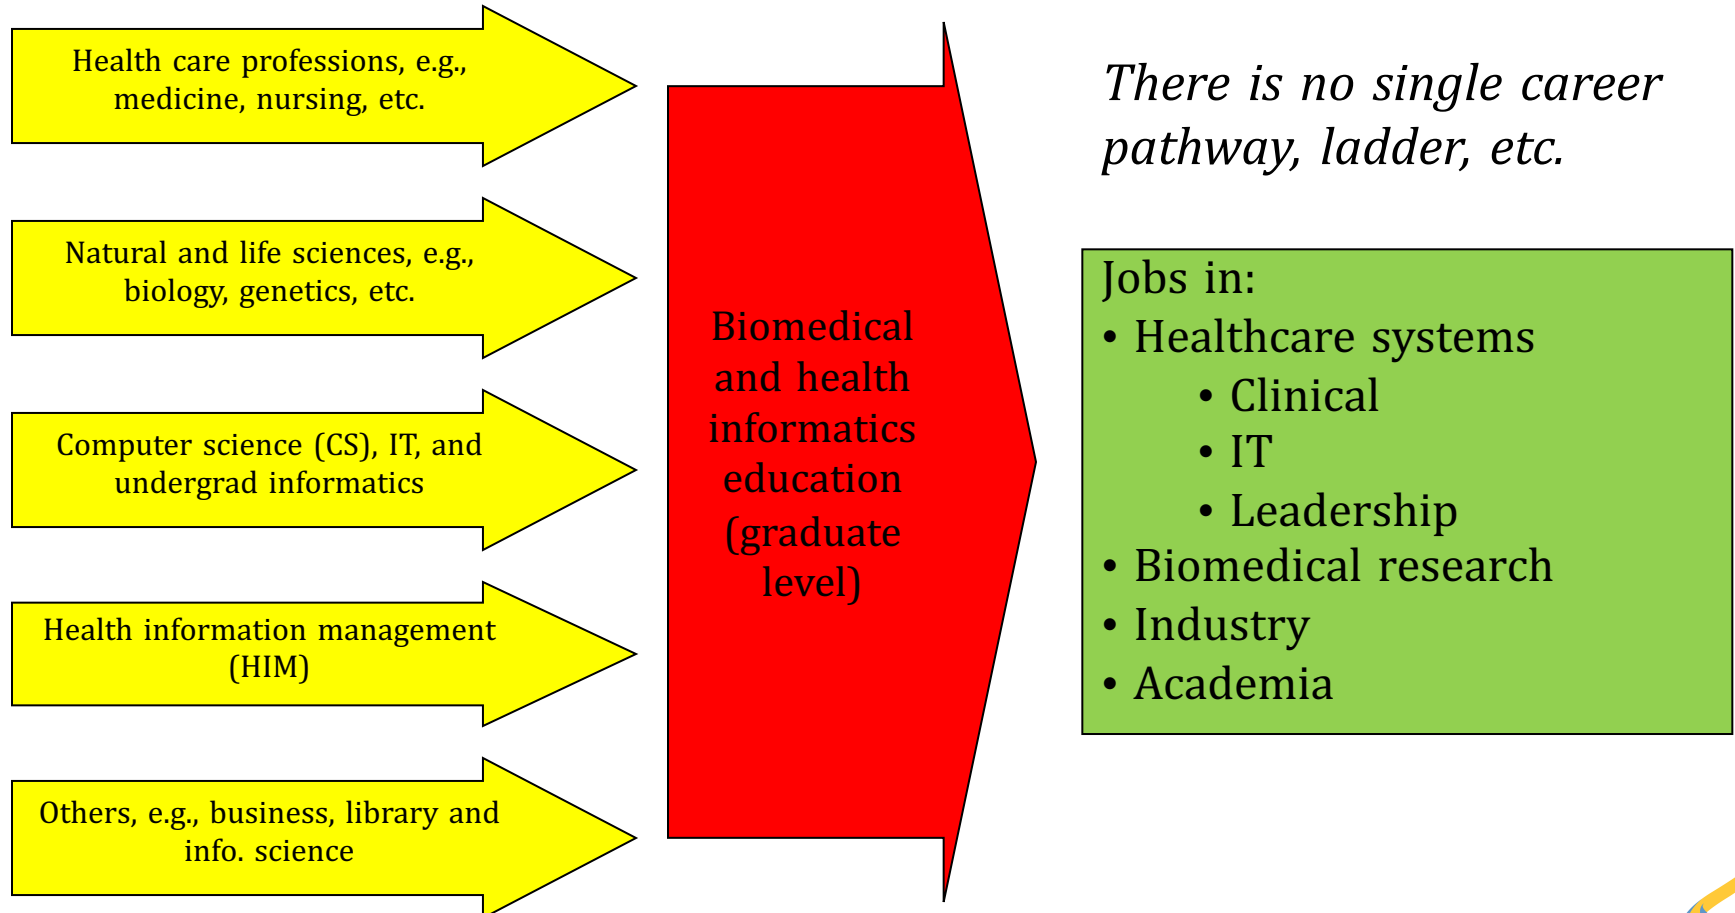 Health care professions, e.g.,
medicine, nursing, etc.
Natural and life sciences, e.g.,
biology, genetics, etc.
Computer science (CS), IT, and
undergrad informatics
Health information management
(HIM)
Others, e.g., business, library and
info. science
Biomedical
and health
informatics
education
(graduate
level)
There is no single career
pathway, ladder, etc.
Jobs in:
• Healthcare systems
• Clinical
• IT
• Leadership
• Biomedical research
• Industry
• Academia